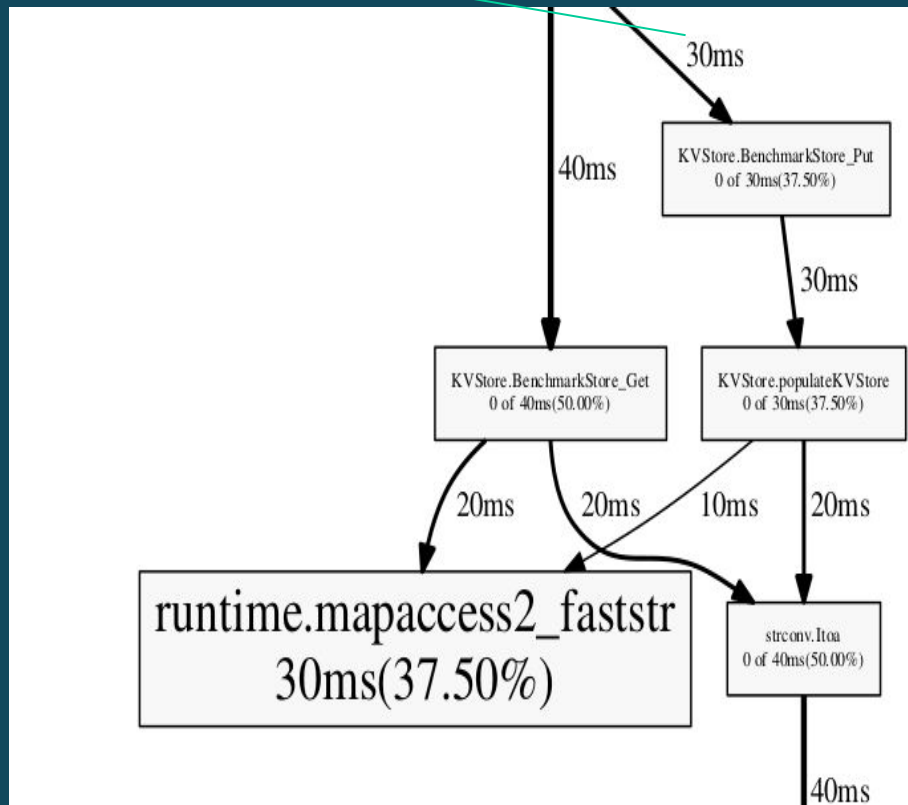 30ms
KVStore.BenchmarkStore_Put
0 of 30ms(37.50%)
40ms
30ms
KVStore.BenchmarkStore_Get
0 of 40ms(50.00%)
KVStore.populateKVStore
0 of 30ms(37.50%)
20ms
20ms
10ms
20ms
runtime.mapaccess2_faststr
30ms(37.50%)
strconv.Itoa
0 of 40ms(50.00%)
40ms